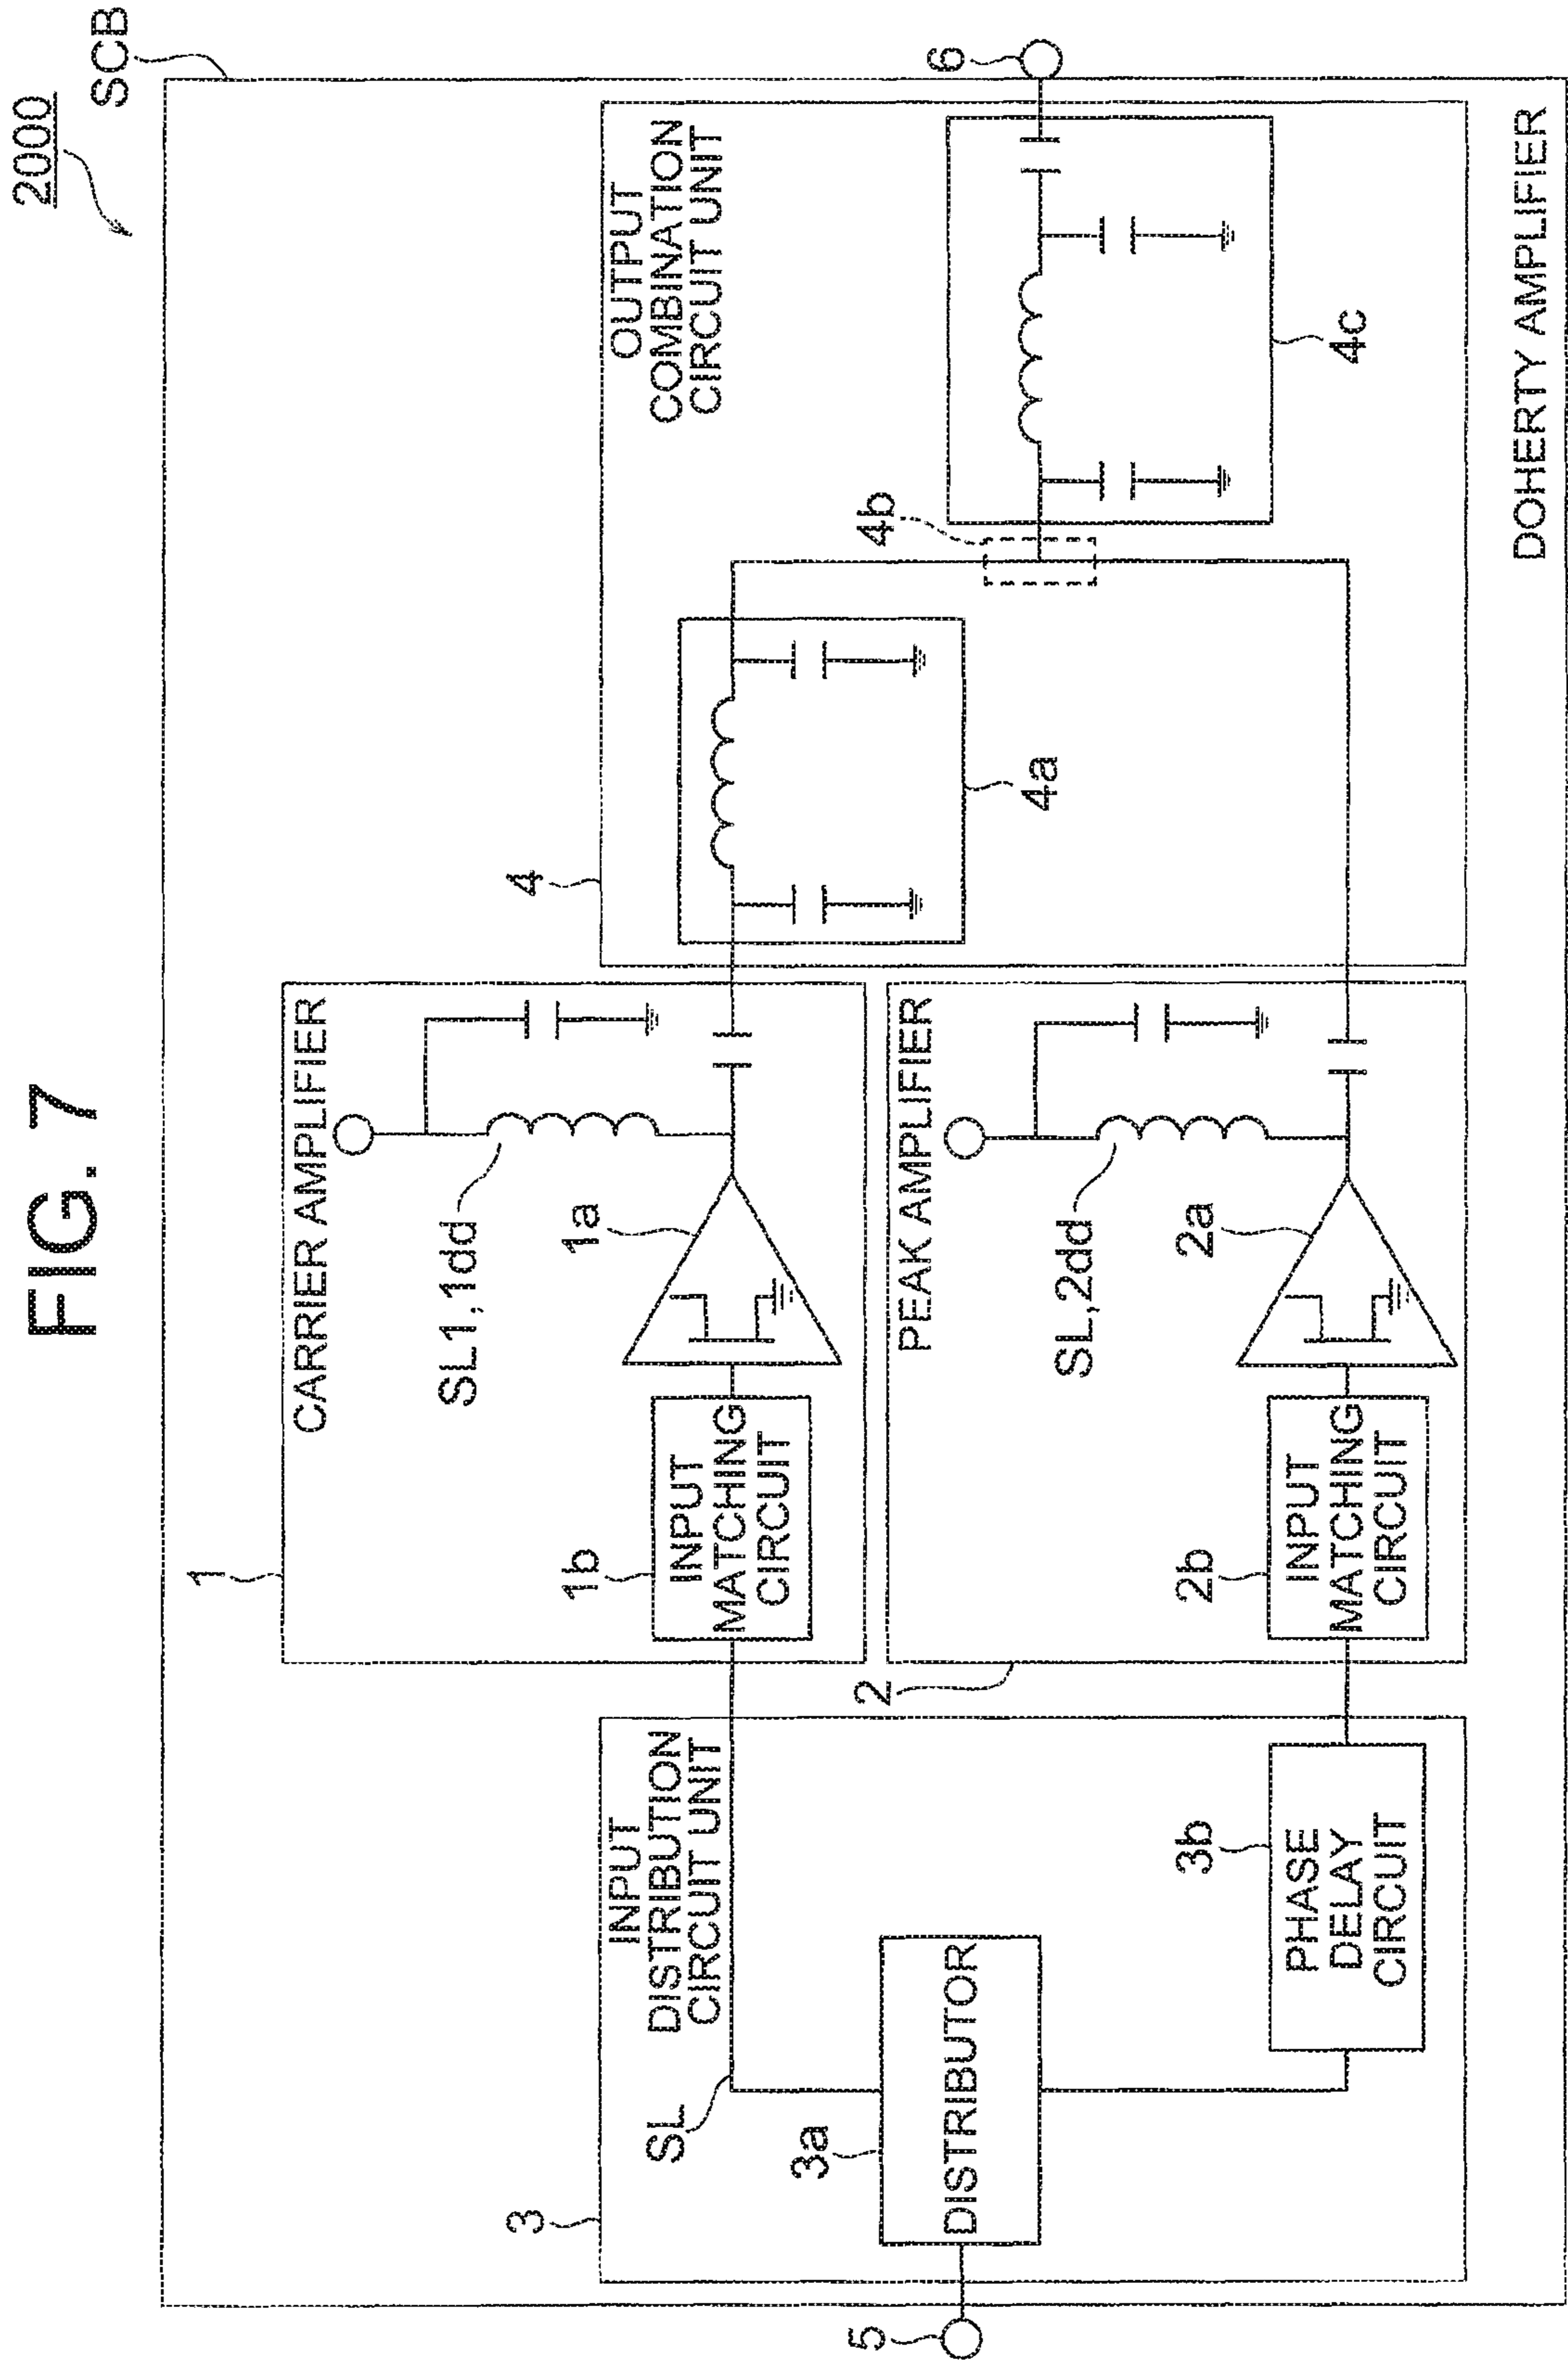 FIG. 7
2000
SCB
1
CARRIER AMPLIFIER
SL1,1dd
1a
1b
INPUT
MATCHING
CIRCUIT
2
PEAK AMPLIFIER
SL,2dd
2a
2b
INPUT
MATCHING
CIRCUIT
3
INPUT
DISTRIBUTION
CIRCUIT UNIT
SL
3a
DISTRIBUTOR
3b
PHASE
DELAY
CIRCUIT
5
4
OUTPUT
COMBINATION
CIRCUIT UNIT
4a
4b
4c
6
DOHERTY AMPLIFIER